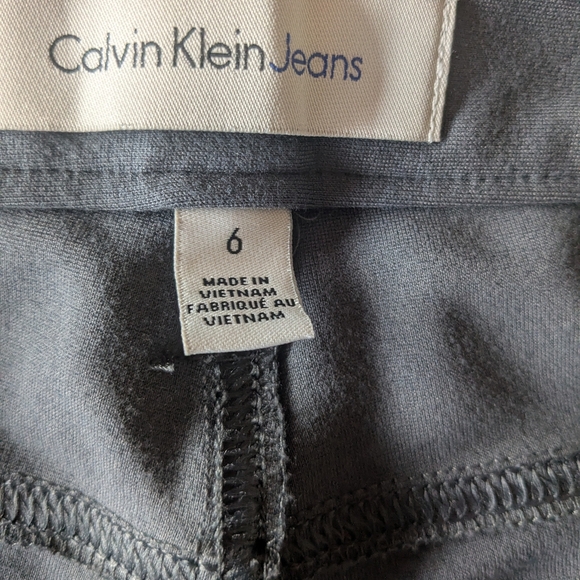 Calvin Klein Jeans
6
MADE IN
VIETNAM
FABRIQUÉ AU
VIETNAM